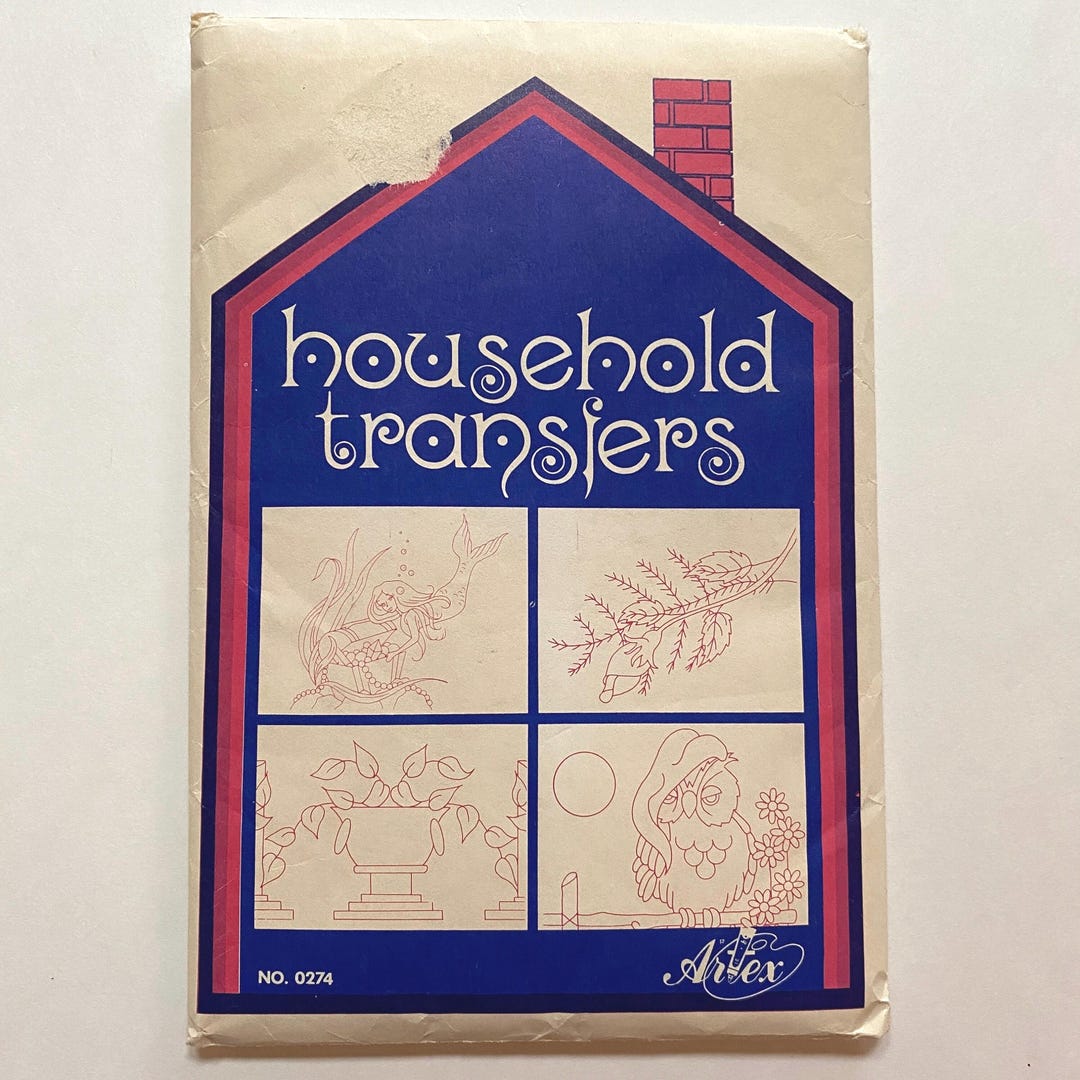 household
transfers
NO. 0274
Artex